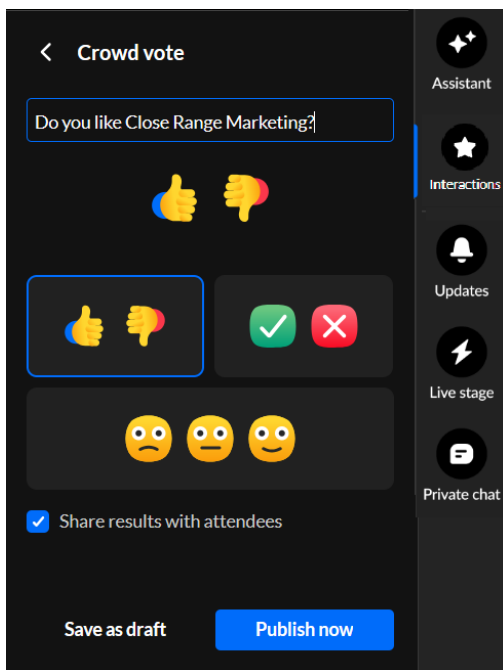 Crowd vote
Do you like Close Range Marketing?
Share results with attendees
Save as draft
Publish now
Assistant
Interactions
Updates
Live stage
Private chat